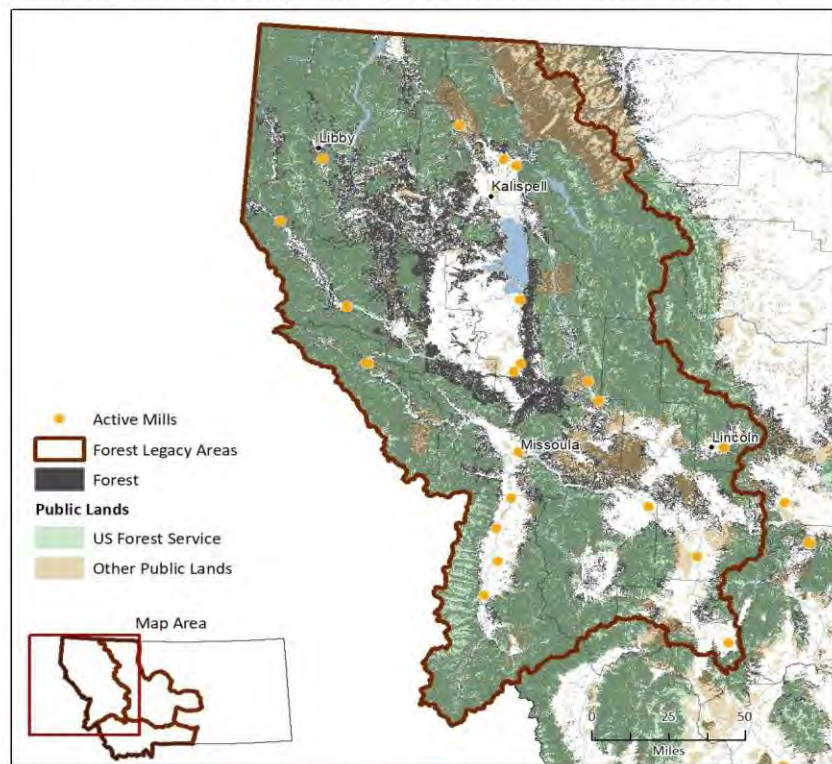 Libby
Kalispell
Missoula
Lincoln
Active Mills
Forest Legacy Areas
Forest
Public Lands
US Forest Service
Other Public Lands
Map Area
0 25 50
Miles